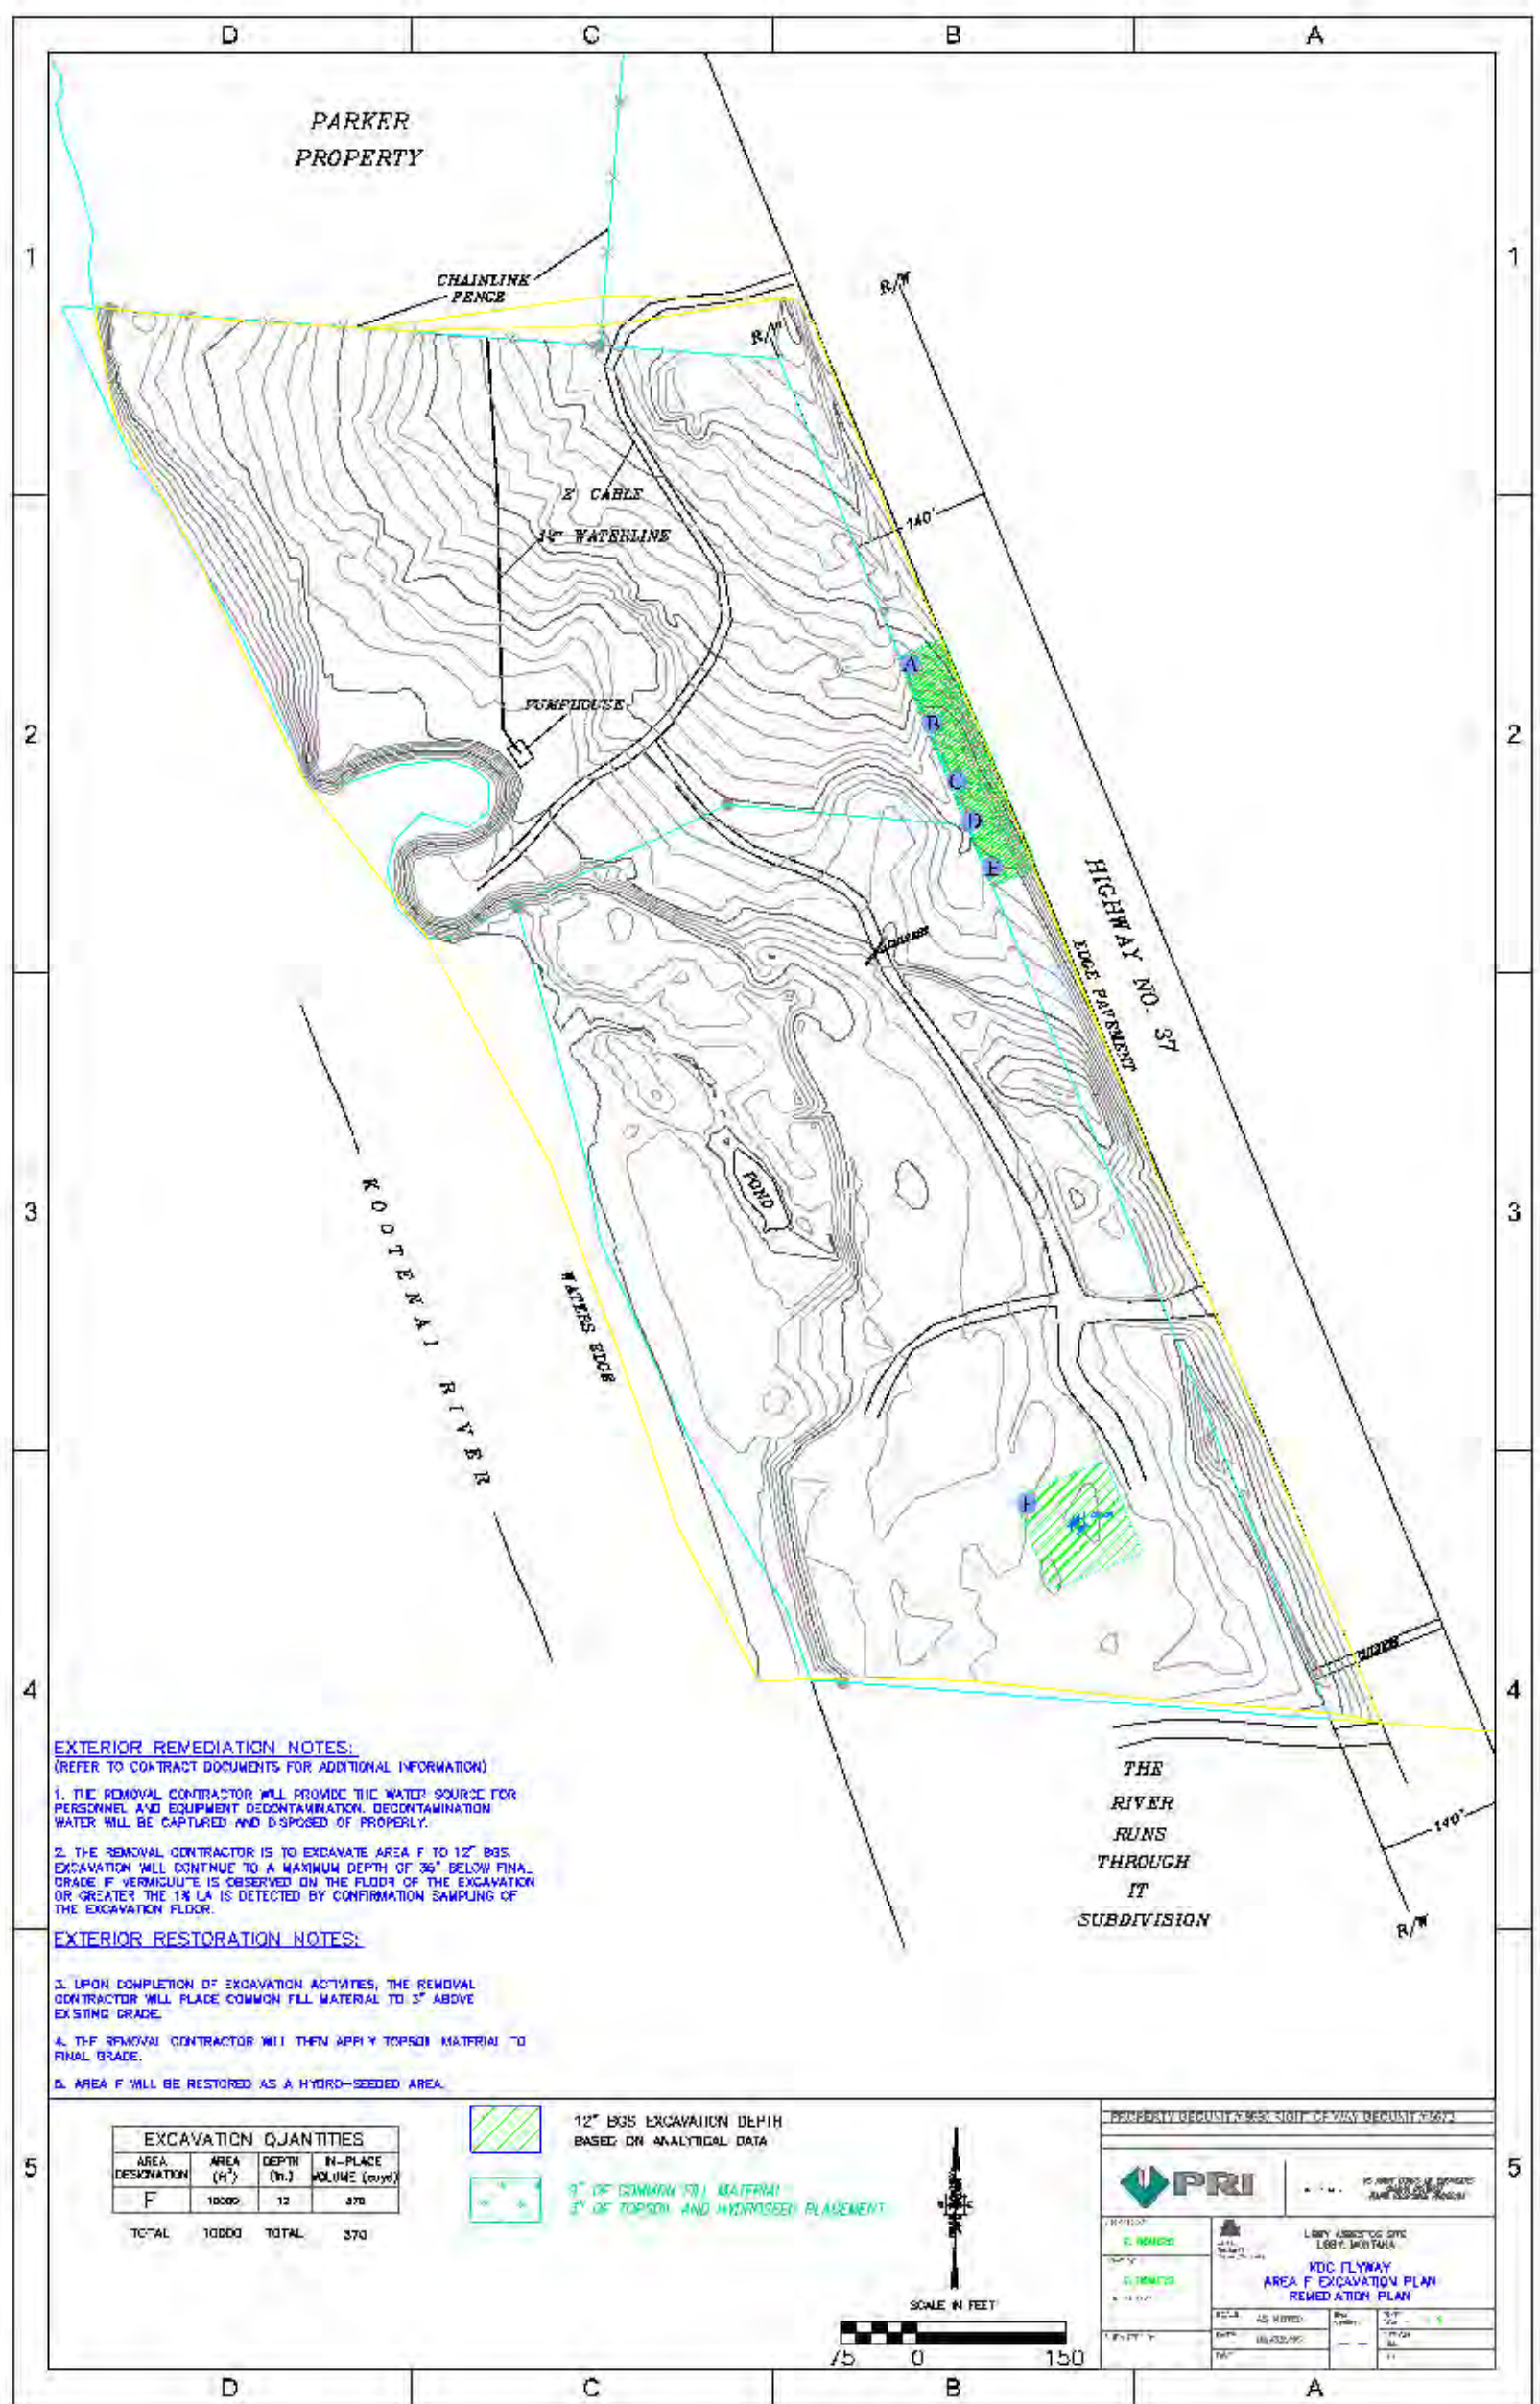 D C B A
PARKER
PROPERTY
1 1
CHAINLINK
FENCE
R/W
R/W
2" CABLE
140'
WATERLINE
PUMPHOUSE
2 2
A
B
C
D
E
HIGHWAY NO. 37
EDGE PAVEMENT
KOOTENAI RIVER
WATERS EDGE
POND
3 3
F
4 4
THE
RIVER
RUNS
THROUGH
IT
SUBDIVISION
140'
R/W
EXTERIOR REMEDIATION NOTES:
(REFER TO CONTRACT DOCUMENTS FOR ADDITIONAL INFORMATION)
1. THE REMOVAL CONTRACTOR WILL PROVIDE THE WATER SOURCE FOR
PERSONNEL AND EQUIPMENT DECONTAMINATION. DECONTAMINATION
WATER WILL BE CAPTURED AND DISPOSED OF PROPERLY.
2. THE REMOVAL CONTRACTOR IS TO EXCAVATE AREA F TO 12" BGS.
EXCAVATION WILL CONTINUE TO A MAXIMUM DEPTH OF 36" BELOW FINAL
GRADE IF VERMICULITE IS OBSERVED ON THE FLOOR OF THE EXCAVATION
OR GREATER THE 1% LA IS DETECTED BY CONFIRMATION SAMPLING OF
THE EXCAVATION FLOOR.
EXTERIOR RESTORATION NOTES:
3. UPON COMPLETION OF EXCAVATION ACTIVITIES, THE REMOVAL
CONTRACTOR WILL PLACE COMMON FILL MATERIAL TO 3" ABOVE
EXISTING GRADE.
4. THE REMOVAL CONTRACTOR WILL THEN APPLY TOPSOIL MATERIAL TO
FINAL GRADE.
5. AREA F WILL BE RESTORED AS A HYDRO-SEEDED AREA.
5 5
EXCAVATION QUANTITIES
AREA DESIGNATION AREA (ft²) DEPTH (in.) IN-PLACE VOLUME (cuyd)
F 10000 12 370
TOTAL 10000 TOTAL 370
12" BGS EXCAVATION DEPTH
BASED ON ANALYTICAL DATA
9" OF COMMON FILL MATERIAL
3" OF TOPSOIL AND HYDROSEED PLACEMENT
SCALE IN FEET
75 0 150
PRI
LIBBY ASBESTOS SITE
LIBBY, MONTANA
KDC FLYWAY
AREA F EXCAVATION PLAN
REMEDIATION PLAN
AS NOTED
D C B A